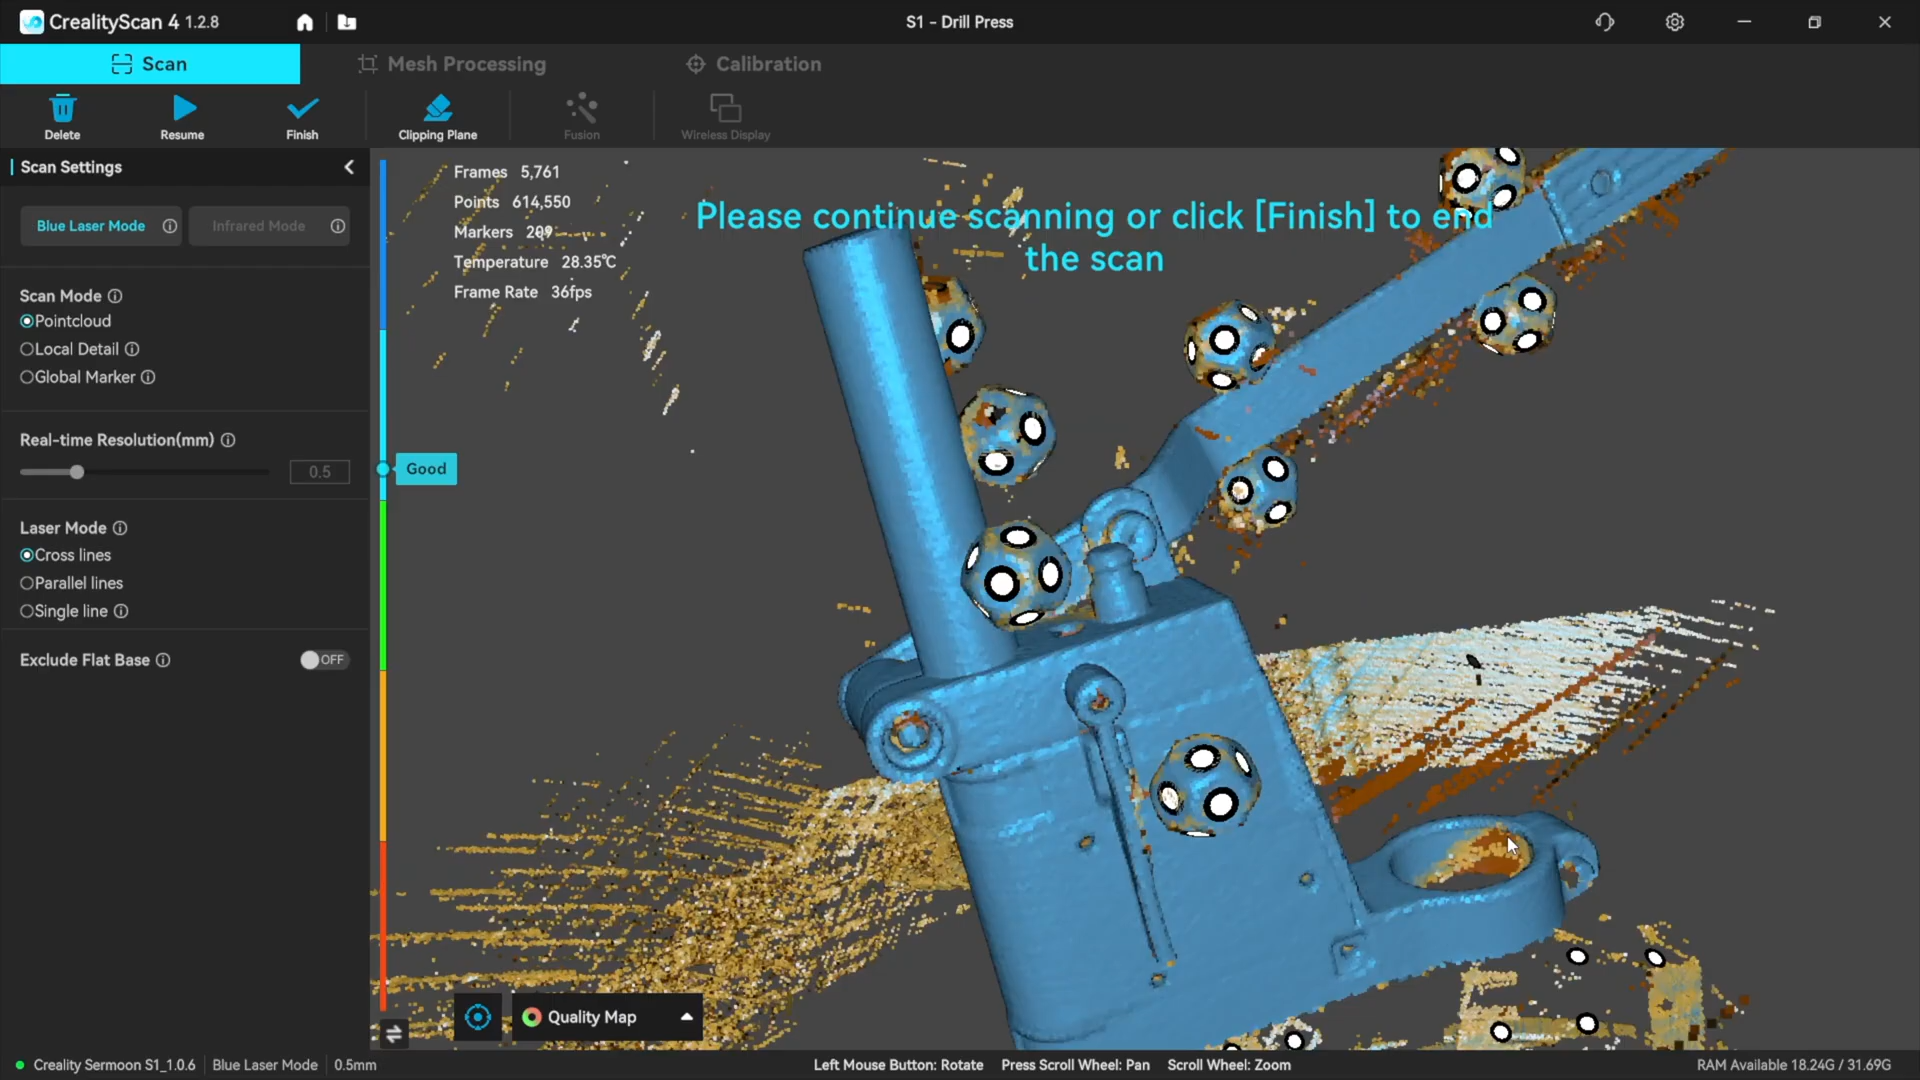 CrealityScan 4 1.2.8
S1 - Drill Press
Scan
Mesh Processing
Calibration
Delete
Resume
Finish
Clipping Plane
Fusion
Wireless Display
Scan Settings
Blue Laser Mode
Infrared Mode
Scan Mode
Pointcloud
Local Detail
Global Marker
Real-time Resolution(mm)
0.5
Laser Mode
Cross lines
Parallel lines
Single line
Exclude Flat Base
OFF
Frames 5,761
Points 614,550
Markers 209
Temperature 28.35℃
Frame Rate 36fps
Please continue scanning or click [Finish] to end
the scan
Good
Quality Map
Creality Sermoon S1_1.0.6
Blue Laser Mode
0.5mm
Left Mouse Button: Rotate
Press Scroll Wheel: Pan
Scroll Wheel: Zoom
RAM Available 18.24G / 31.69G